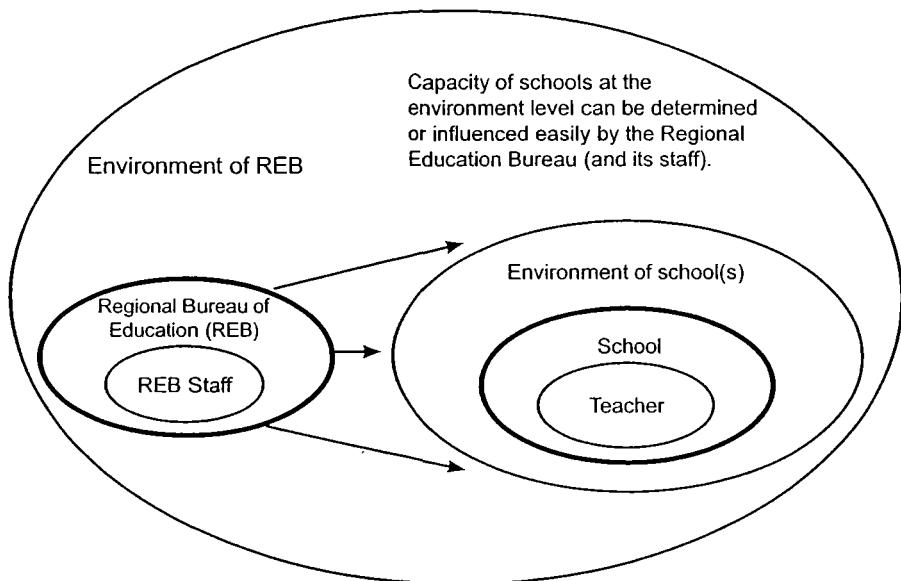 Capacity of schools at the
environment level can be determined
or influenced easily by the Regional
Education Bureau (and its staff).
Environment of REB
Environment of school(s)
Regional Bureau of
Education (REB)
REB Staff
School
Teacher